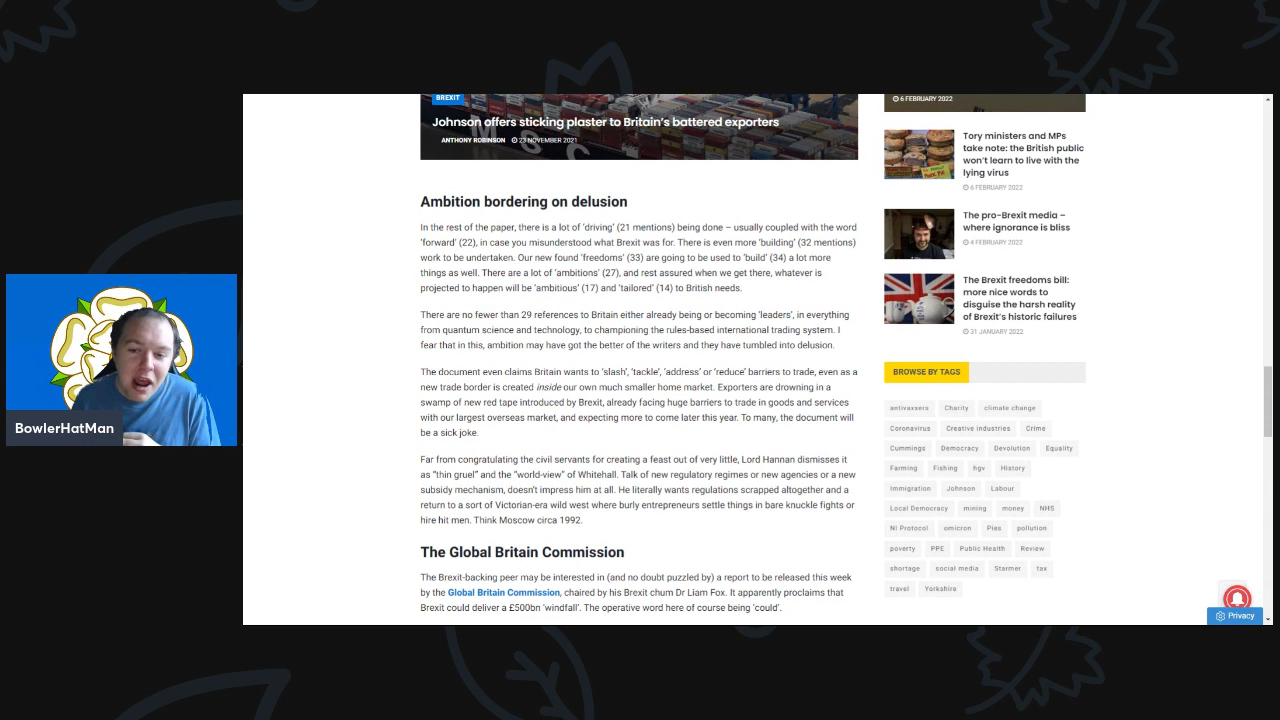 BREXIT
Johnson offers sticking plaster to Britain's battered exporters
ANTHONY ROBINSON 23 NOVEMBER 2021
Ambition bordering on delusion
In the rest of the paper, there is a lot of 'driving' (21 mentions) being done – usually coupled with the word
'forward' (22), in case you misunderstood what Brexit was for. There is even more 'building' (32 mentions)
work to be undertaken. Our new found 'freedoms' (33) are going to be used to 'build' (34) a lot more
things as well. There are a lot of 'ambitions' (27), and rest assured when we get there, whatever is
projected to happen will be 'ambitious' (17) and 'tailored' (14) to British needs.
There are no fewer than 29 references to Britain either already being or becoming 'leaders', in everything
from quantum science and technology, to championing the rules-based international trading system. I
fear that in this, ambition may have got the better of the writers and they have tumbled into delusion.
The document even claims Britain wants to 'slash', 'tackle', 'address' or 'reduce' barriers to trade, even as a
new trade border is created inside our own much smaller home market. Exporters are drowning in a
swamp of new red tape introduced by Brexit, already facing huge barriers to trade in goods and services
with our largest overseas market, and expecting more to come later this year. To many, the document will
be a sick joke.
Far from congratulating the civil servants for creating a feast out of very little, Lord Hannan dismisses it
as "thin gruel" and the "world-view" of Whitehall. Talk of new regulatory regimes or new agencies or a new
subsidy mechanism, doesn't impress him at all. He literally wants regulations scrapped altogether and a
return to a sort of Victorian-era wild west where burly entrepreneurs settle things in bare knuckle fights or
hire hit men. Think Moscow circa 1992.
The Global Britain Commission
The Brexit-backing peer may be interested in (and no doubt puzzled by) a report to be released this week
by the Global Britain Commission, chaired by his Brexit chum Dr Liam Fox. It apparently proclaims that
Brexit could deliver a £500bn 'windfall'. The operative word here of course being 'could'.
6 FEBRUARY 2022
Tory ministers and MPs
take note: the British public
won't learn to live with the
lying virus
6 FEBRUARY 2022
The pro-Brexit media –
where ignorance is bliss
4 FEBRUARY 2022
The Brexit freedoms bill:
more nice words to
disguise the harsh reality
of Brexit's historic failures
31 JANUARY 2022
BROWSE BY TAGS
antivaxxers Charity climate change
Coronavirus Creative industries Crime
Cummings Democracy Devolution Equality
Farming Fishing hgv History
Immigration Johnson Labour
Local Democracy mining money NHS
NI Protocol omicron Pies pollution
poverty PPE Public Health Review
shortage social media Starmer tax
travel Yorkshire
Privacy
BowlerHatMan